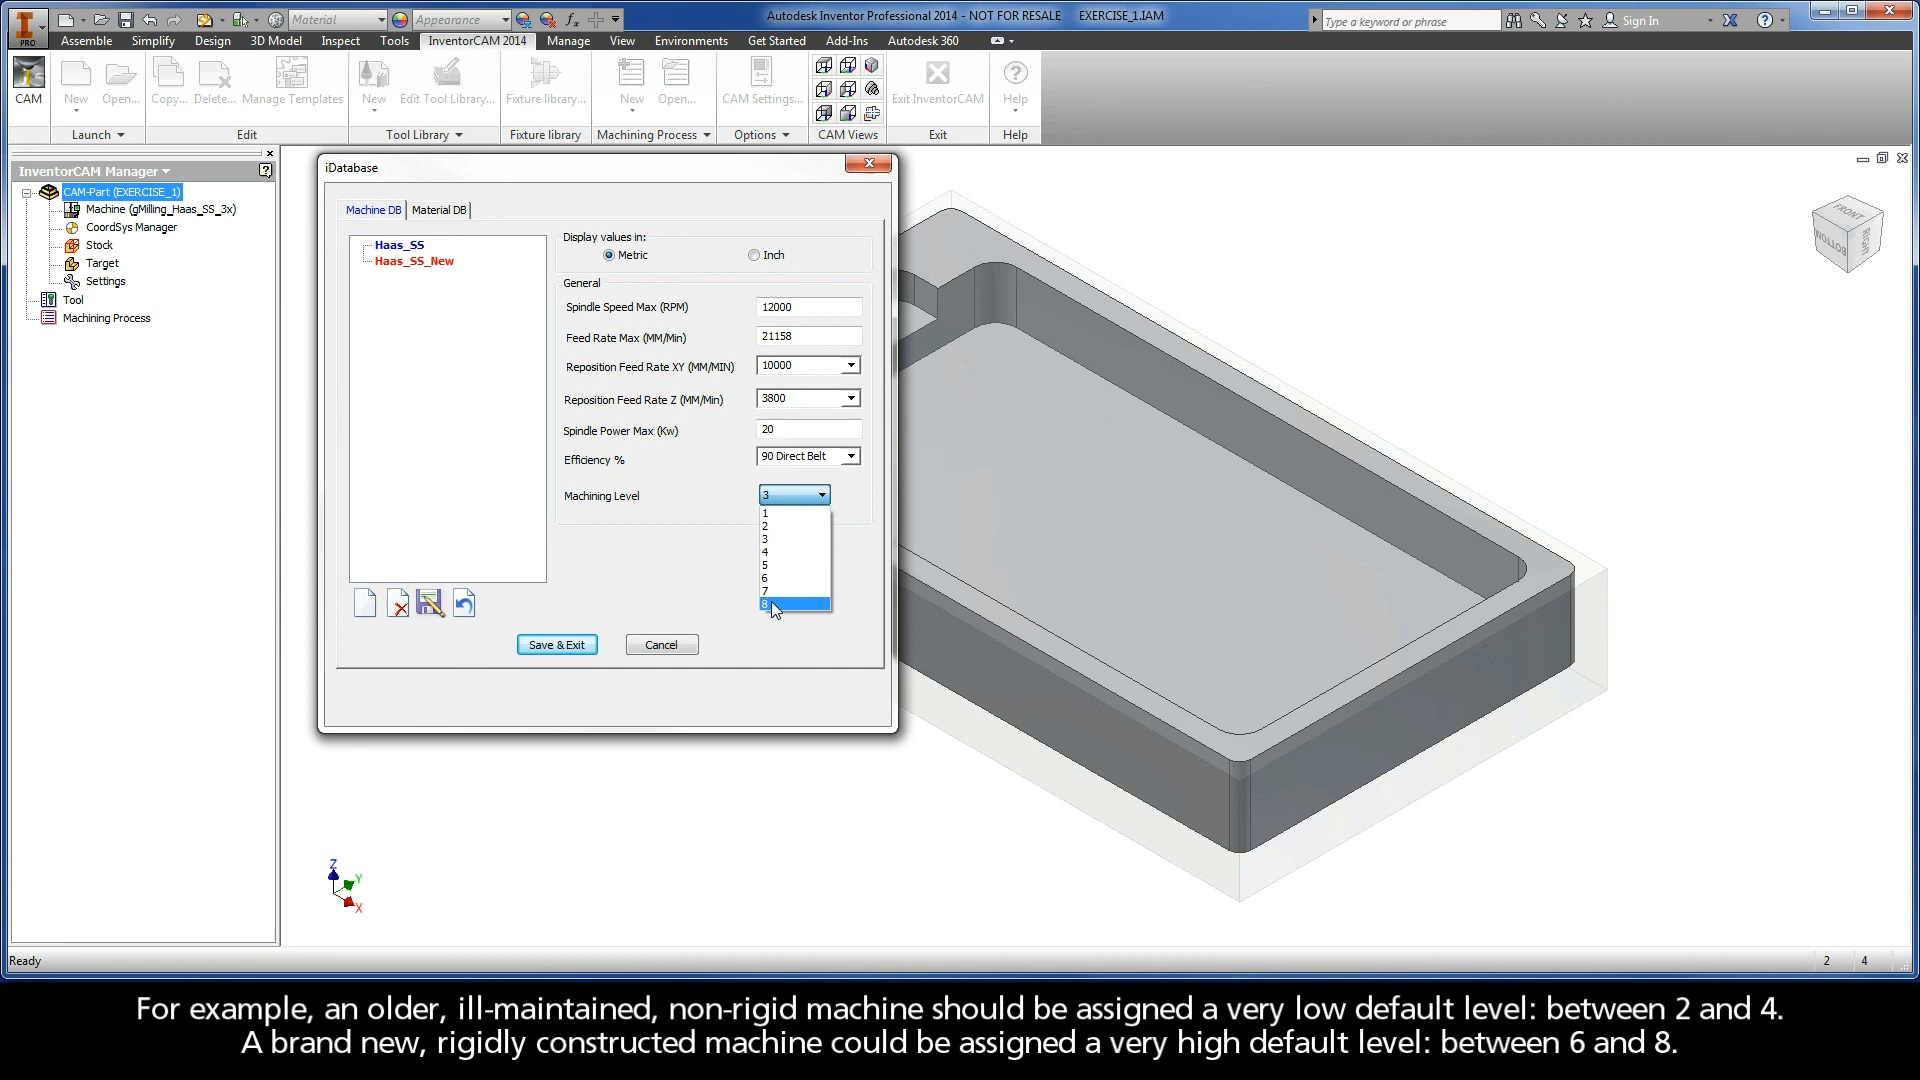 Material
Appearance
Autodesk Inventor Professional 2014 - NOT FOR RESALE EXERCISE_1.IAM
Type a keyword or phrase
Sign In
PRO
Assemble Simplify Design 3D Model Inspect Tools InventorCAM 2014 Manage View Environments Get Started Add-Ins Autodesk 360
CAM New Open... Copy... Delete... Manage Templates New Edit Tool Library... Fixture library... New Open... CAM Settings... Exit InventorCAM Help
Launch Edit Tool Library Fixture library Machining Process Options CAM Views Exit Help
InventorCAM Manager
CAM-Part (EXERCISE_1)
Machine (gMilling_Haas_SS_3x)
CoordSys Manager
Stock
Target
Settings
Tool
Machining Process
iDatabase
Machine DB Material DB
Haas_SS
Haas_SS_New
Display values in:
Metric Inch
General
Spindle Speed Max (RPM) 12000
Feed Rate Max (MM/Min) 21158
Reposition Feed Rate XY (MM/MIN) 10000
Reposition Feed Rate Z (MM/Min) 3800
Spindle Power Max (Kw) 20
Efficiency % 90 Direct Belt
Machining Level 3
1
2
3
4
5
6
7
8
Save & Exit Cancel
FRONT
BOTTOM
RIGHT
Z
Y
X
Ready 2 4
For example, an older, ill-maintained, non-rigid machine should be assigned a very low default level: between 2 and 4.
A brand new, rigidly constructed machine could be assigned a very high default level: between 6 and 8.